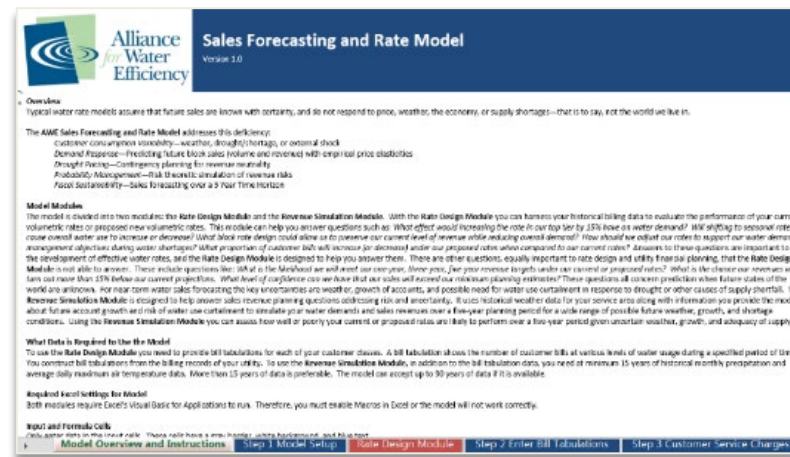 Alliance
for Water
Efficiency
Sales Forecasting and Rate Model
Version 1.0
Overview
Typical water rate models assume that future sales are known with certainty, and do not respond to price, weather, the economy, or supply shortages—that is to say, not the world we live in.
The AWE Sales Forecasting and Rate Model addresses this deficiency:
Customer Consumption Variability—weather, drought/shortage, or external shock
Demand Response—Predicting future block sales (volume and revenue) with empirical price elasticities
Drought Pricing—Contingency planning for revenue neutrality
Probability Management—Risk theoretic simulation of revenue risks
Fiscal Sustainability—Sales forecasting over a 5 Year Time Horizon
Model Modules
The model is divided into two modules: the Rate Design Module and the Revenue Simulation Module. With the Rate Design Module you can harness your historical billing data to evaluate the performance of your curr
volumetric rates or proposed new volumetric rates. This module can help you answer questions such as: What effect would increasing the rate in our top tier by 15% have on water demand? Will shifting to seasonal rate
cause overall water use to increase or decrease? What block rate design could allow us to preserve our current level of revenue while reducing overall demand? How should we adjust our rates to support our water deman
management objectives during water shortages? What proportion of customer bills will increase (or decrease) under our proposed rates when compared to our current rates? Answers to these questions are important to
the development of effective water rates, and the Rate Design Module is designed to help you answer them. There are other questions, equally important to rate design and utility financial planning, that the Rate Desig
Module is not able to answer. These include questions like: What is the likelihood we will meet our one-year, three-year, five-year revenue targets under our current or proposed rates? What is the chance our revenues w
turn out more than 15% below our current projections. What level of confidence can we have that our sales will exceed our minimum planning estimates? These questions all concern prediction when future states of the
world are unknown. For near-term water sales forecasting the key uncertainties are weather, growth of accounts, and possible need for water use curtailment in response to drought or other causes of supply shortfall.
Revenue Simulation Module is designed to help answer sales revenue planning questions addressing risk and uncertainty. It uses historical weather data for your service area along with information you provide the mod
about future account growth and risk of water use curtailment to simulate your water demands and sales revenues over a five-year planning period for a wide range of possible future weather, growth, and shortage
conditions. Using the Revenue Simulation Module you can assess how well or poorly your current or proposed rates are likely to perform over a five-year period given uncertain weather, growth, and adequacy of supply
What Data is Required to Use the Model
To use the Rate Design Module you need to provide bill tabulations for each of your customer classes. A bill tabulation shows the number of customer bills at various levels of water usage during a specified period of tim
You construct bill tabulations from the billing records of your utility. To use the Revenue Simulation Module, in addition to the bill tabulation data, you need at minimum 15 years of historical monthly precipitation and
average daily maximum air temperature data. More than 15 years of data is preferable. The model can accept up to 90 years of data if it is available.
Required Excel Settings for Model
Both modules require Excel's Visual Basic for Applications to run. Therefore, you must enable Macros in Excel or the model will not work correctly.
Input and Formula Cells
Only enter data in the input cells. These cells have a gray border, white background, and blue text.
Model Overview and Instructions Step 1 Model Setup Rate Design Module Step 2 Enter Bill Tabulations Step 3 Customer Service Charges